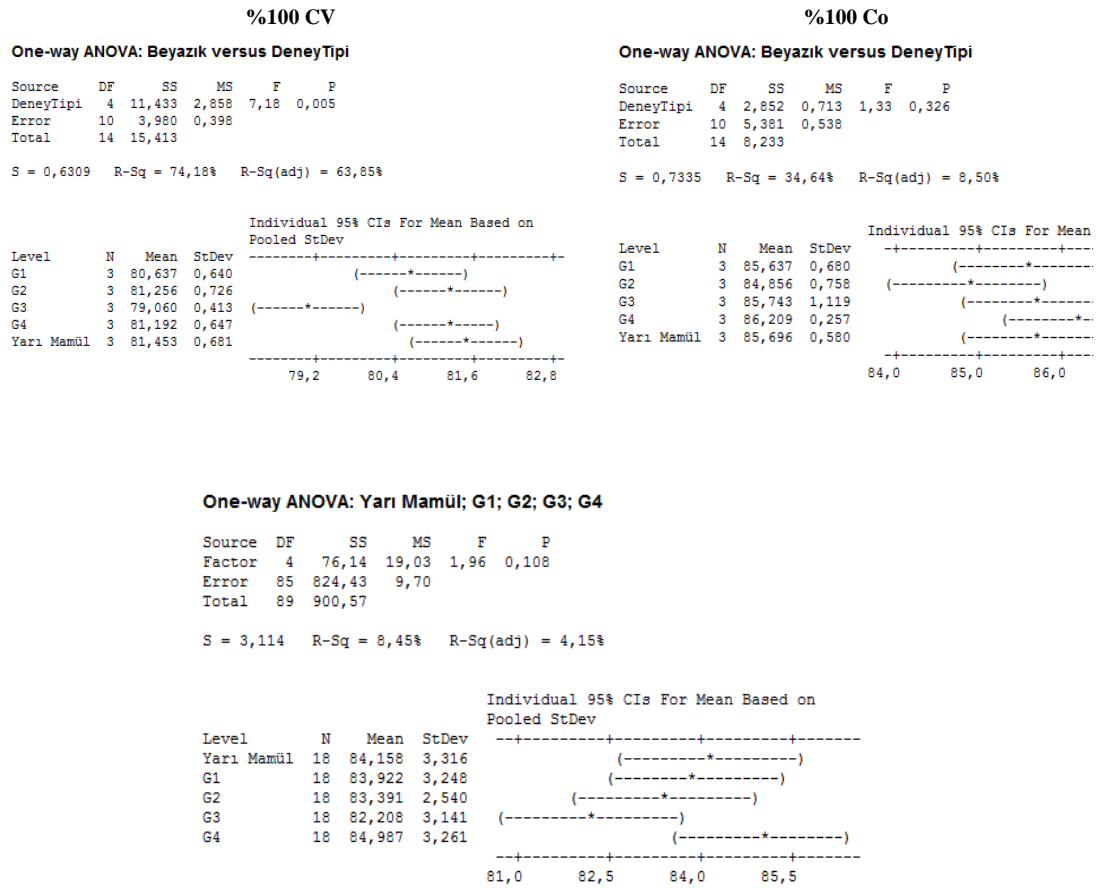 %100 CV
One-way ANOVA: Beyazık versus DeneyTipi
Source     DF      SS     MS     F      P
DeneyTipi   4  11,433  2,858  7,18  0,005
Error      10   3,980  0,398
Total      14  15,413
S = 0,6309   R-Sq = 74,18%   R-Sq(adj) = 63,85%
Individual 95% CIs For Mean Based on
Pooled StDev
Level        N    Mean  StDev  --------+---------+---------+---------+-
G1           3  80,637  0,640               (------*------)
G2           3  81,256  0,726                    (------*------)
G3           3  79,060  0,413  (------*------)
G4           3  81,192  0,647                    (------*-----)
Yarı Mamül   3  81,453  0,681                      (------*------)
--------+---------+---------+---------+-
79,2      80,4      81,6      82,8
%100 Co
One-way ANOVA: Beyazık versus DeneyTipi
Source     DF     SS     MS     F      P
DeneyTipi   4  2,852  0,713  1,33  0,326
Error      10  5,381  0,538
Total      14  8,233
S = 0,7335   R-Sq = 34,64%   R-Sq(adj) = 8,50%
Individual 95% CIs For Mean
Level        N    Mean  StDev    -+---------+---------+----
G1           3  85,637  0,680            (---------*-----
G2           3  84,856  0,758    (---------*--------)
G3           3  85,743  1,119             (---------*----
G4           3  86,209  0,257                  (--------*--
Yarı Mamül   3  85,696  0,580             (---------*----
-+---------+---------+----
84,0      85,0      86,0
One-way ANOVA: Yarı Mamül; G1; G2; G3; G4
Source  DF      SS     MS     F      P
Factor   4   76,14  19,03  1,96  0,108
Error   85  824,43   9,70
Total   89  900,57
S = 3,114   R-Sq = 8,45%   R-Sq(adj) = 4,15%
Individual 95% CIs For Mean Based on
Pooled StDev
Level        N    Mean  StDev   --+---------+---------+---------+-------
Yarı Mamül  18  84,158  3,316                 (---------*---------)
G1          18  83,922  3,248                (---------*---------)
G2          18  83,391  2,540            (---------*---------)
G3          18  82,208  3,141    (---------*---------)
G4          18  84,987  3,261                       (---------*--------)
--+---------+---------+---------+-------
81,0      82,5      84,0      85,5